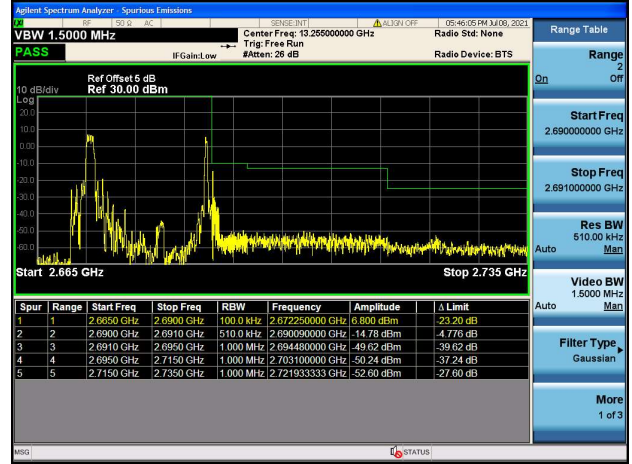 Agilent Spectrum Analyzer - Spurious Emissions
RF 50 Ω AC SENSE:INT ALIGN OFF 05:46:05 PM Jul 08, 2021
VBW 1.5000 MHz Center Freq: 13.255000000 GHz Radio Std: None
Trig: Free Run
PASS IFGain:Low #Atten: 26 dB Radio Device: BTS
Ref Offset 5 dB
10 dB/div Ref 30.00 dBm
Log
20.0
10.0
0.00
-10.0
-20.0
-30.0
-40.0
-50.0
-60.0
Start 2.665 GHz Stop 2.735 GHz
Spur Range Start Freq Stop Freq RBW Frequency Amplitude Δ Limit
1 1 2.6650 GHz 2.6900 GHz 100.0 kHz 2.672250000 GHz 6.800 dBm -23.20 dB
2 2 2.6900 GHz 2.6910 GHz 510.0 kHz 2.690090000 GHz -14.78 dBm -4.776 dB
3 3 2.6910 GHz 2.6950 GHz 1.000 MHz 2.694480000 GHz -49.62 dBm -39.62 dB
4 4 2.6950 GHz 2.7150 GHz 1.000 MHz 2.703100000 GHz -50.24 dBm -37.24 dB
5 5 2.7150 GHz 2.7350 GHz 1.000 MHz 2.721933333 GHz -52.60 dBm -27.60 dB
MSG STATUS
Range Table
Range
2
On Off
Start Freq
2.690000000 GHz
Stop Freq
2.691000000 GHz
Res BW
510.00 kHz
Auto Man
Video BW
1.5000 MHz
Auto Man
Filter Type
Gaussian
More
1 of 3